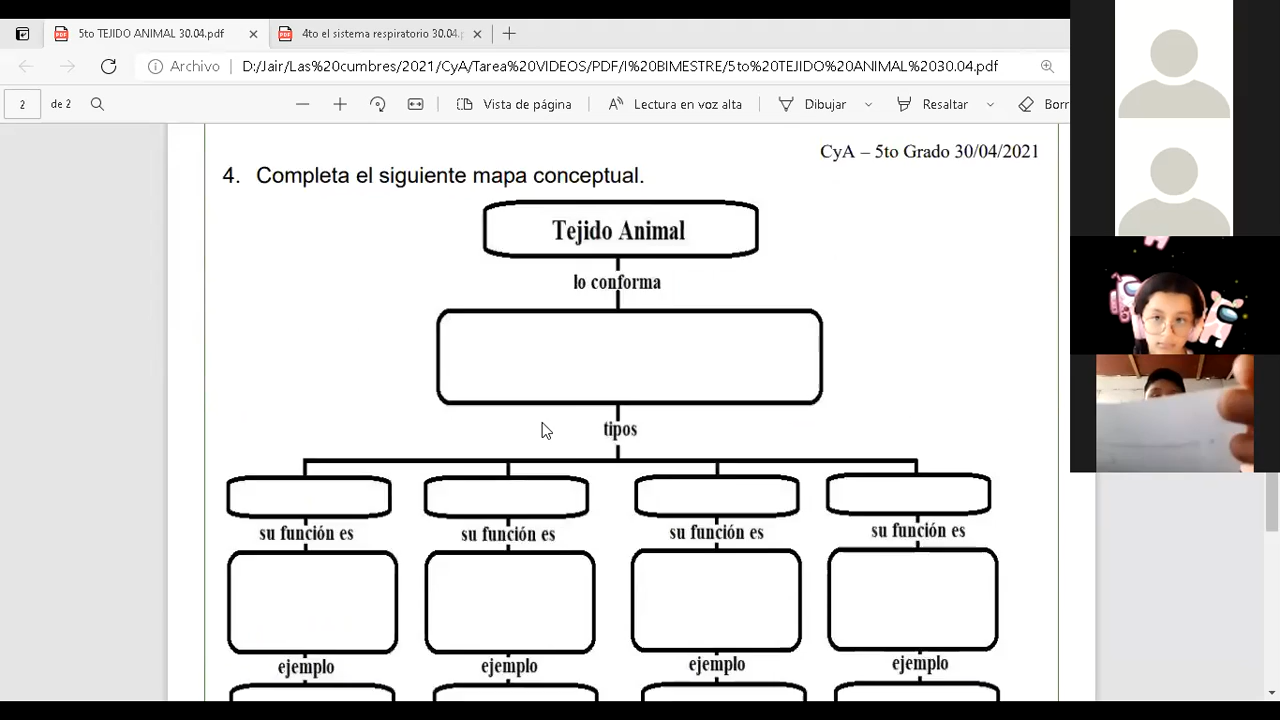 5to TEJIDO ANIMAL 30.04.pdf
4to el sistema respiratorio 30.04.p
Archivo
D:/Jair/Las%20cumbres/2021/CyA/Tarea%20VIDEOS/PDF/I%20BIMESTRE/5to%20TEJIDO%20ANIMAL%2030.04.pdf
2 de 2
Vista de página
Lectura en voz alta
Dibujar
Resaltar
Borr
CyA – 5to Grado 30/04/2021
4. Completa el siguiente mapa conceptual.
Tejido Animal
lo conforma
tipos
su función es su función es su función es su función es
ejemplo ejemplo ejemplo ejemplo